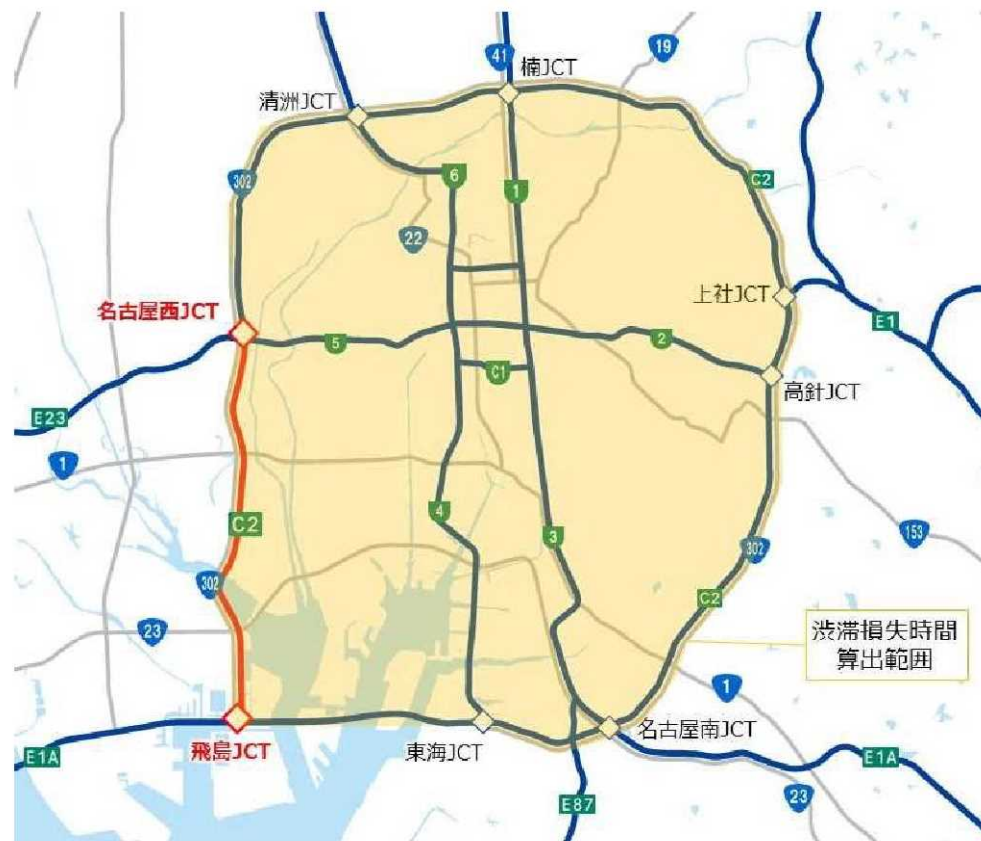 19
41
楠JCT
清洲JCT
302
6
1
C2
22
上社JCT
名古屋西JCT
E1
5
2
C1
高針JCT
E23
1
4
C2
3
302
153
302
C2
23
渋滞損失時間
算出範囲
1
飛島JCT
東海JCT
名古屋南JCT
E1A
E1A
E87
23